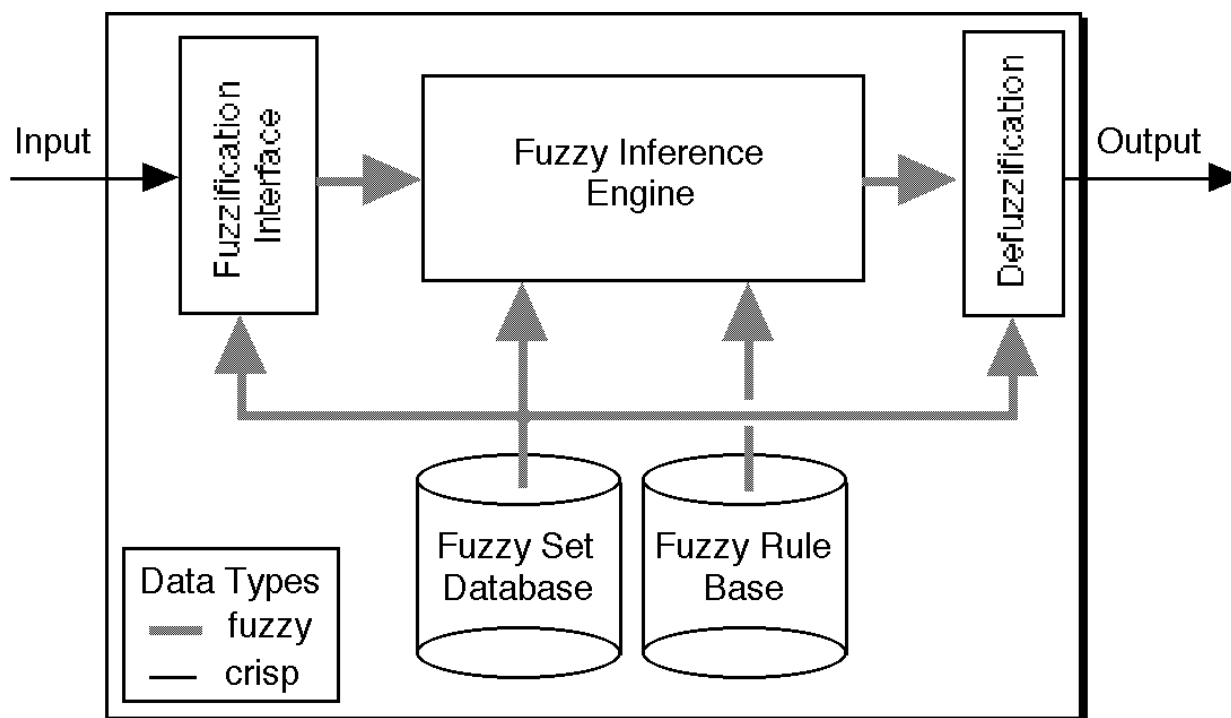 Input
Fuzzification
Interface
Fuzzy Inference
Engine
Defuzzification
Output
Fuzzy Set
Database
Fuzzy Rule
Base
Data Types
fuzzy
crisp